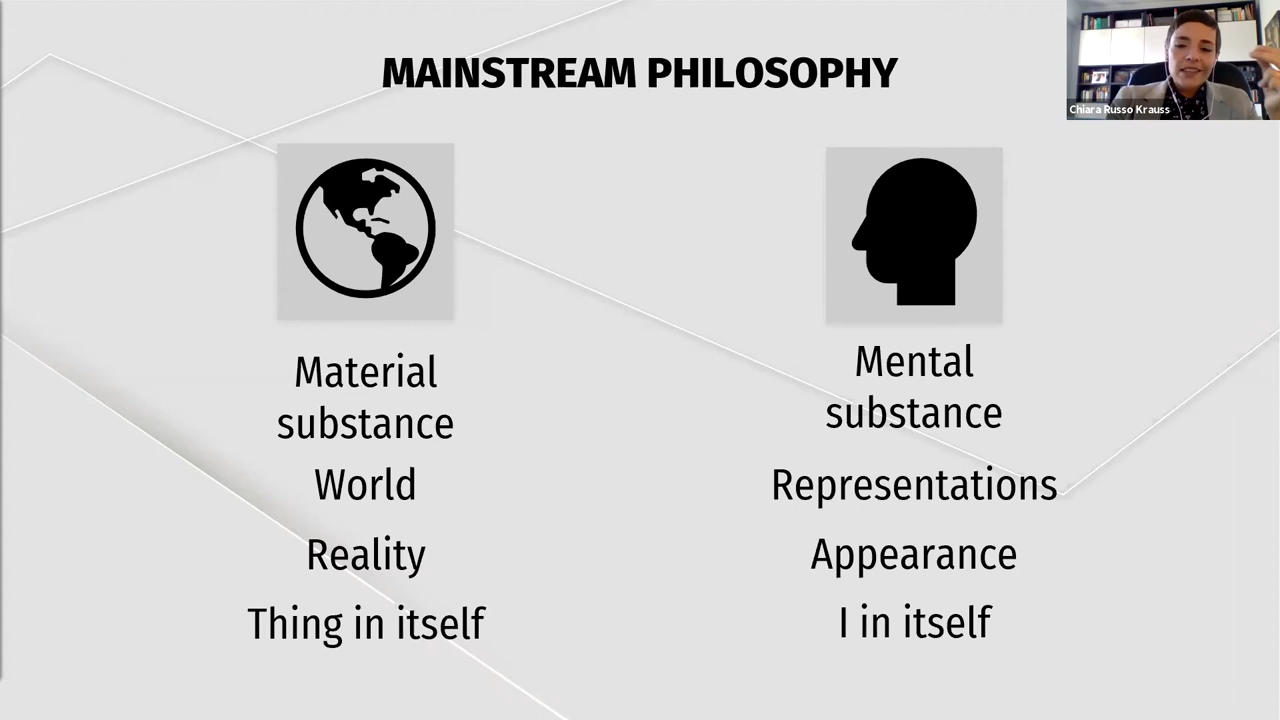 MAINSTREAM PHILOSOPHY
Chiara Russo Krauss
Material
substance
World
Reality
Thing in itself
Mental
substance
Representations
Appearance
I in itself